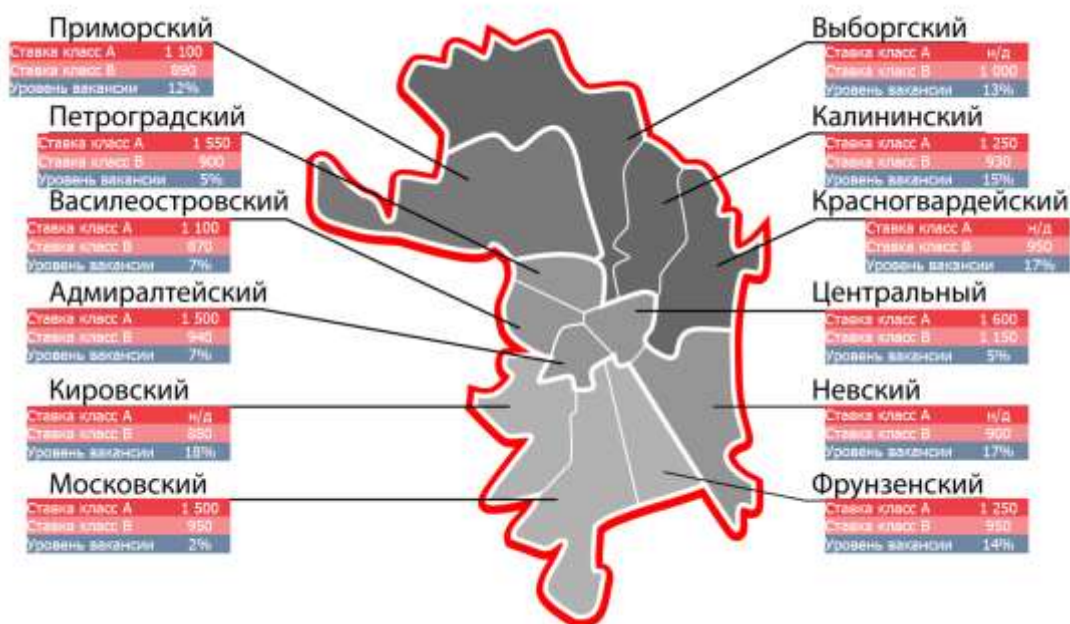 Приморский
Ставка класс А 1 100
Ставка класс В 890
Уровень вакансии 12%
Петроградский
Ставка класс А 1 550
Ставка класс В 900
Уровень вакансии 5%
Василеостровский
Ставка класс А 1 100
Ставка класс В 870
Уровень вакансии 7%
Адмиралтейский
Ставка класс А 1 500
Ставка класс В 940
Уровень вакансии 7%
Кировский
Ставка класс А н/д
Ставка класс В 880
Уровень вакансии 18%
Московский
Ставка класс А 1 500
Ставка класс В 950
Уровень вакансии 2%
Выборгский
Ставка класс А н/д
Ставка класс В 1 000
Уровень вакансии 13%
Калининский
Ставка класс А 1 250
Ставка класс В 930
Уровень вакансии 15%
Красногвардейский
Ставка класс А н/д
Ставка класс В 950
Уровень вакансии 17%
Центральный
Ставка класс А 1 600
Ставка класс В 1 150
Уровень вакансии 5%
Невский
Ставка класс А н/д
Ставка класс В 900
Уровень вакансии 17%
Фрунзенский
Ставка класс А 1 250
Ставка класс В 950
Уровень вакансии 14%